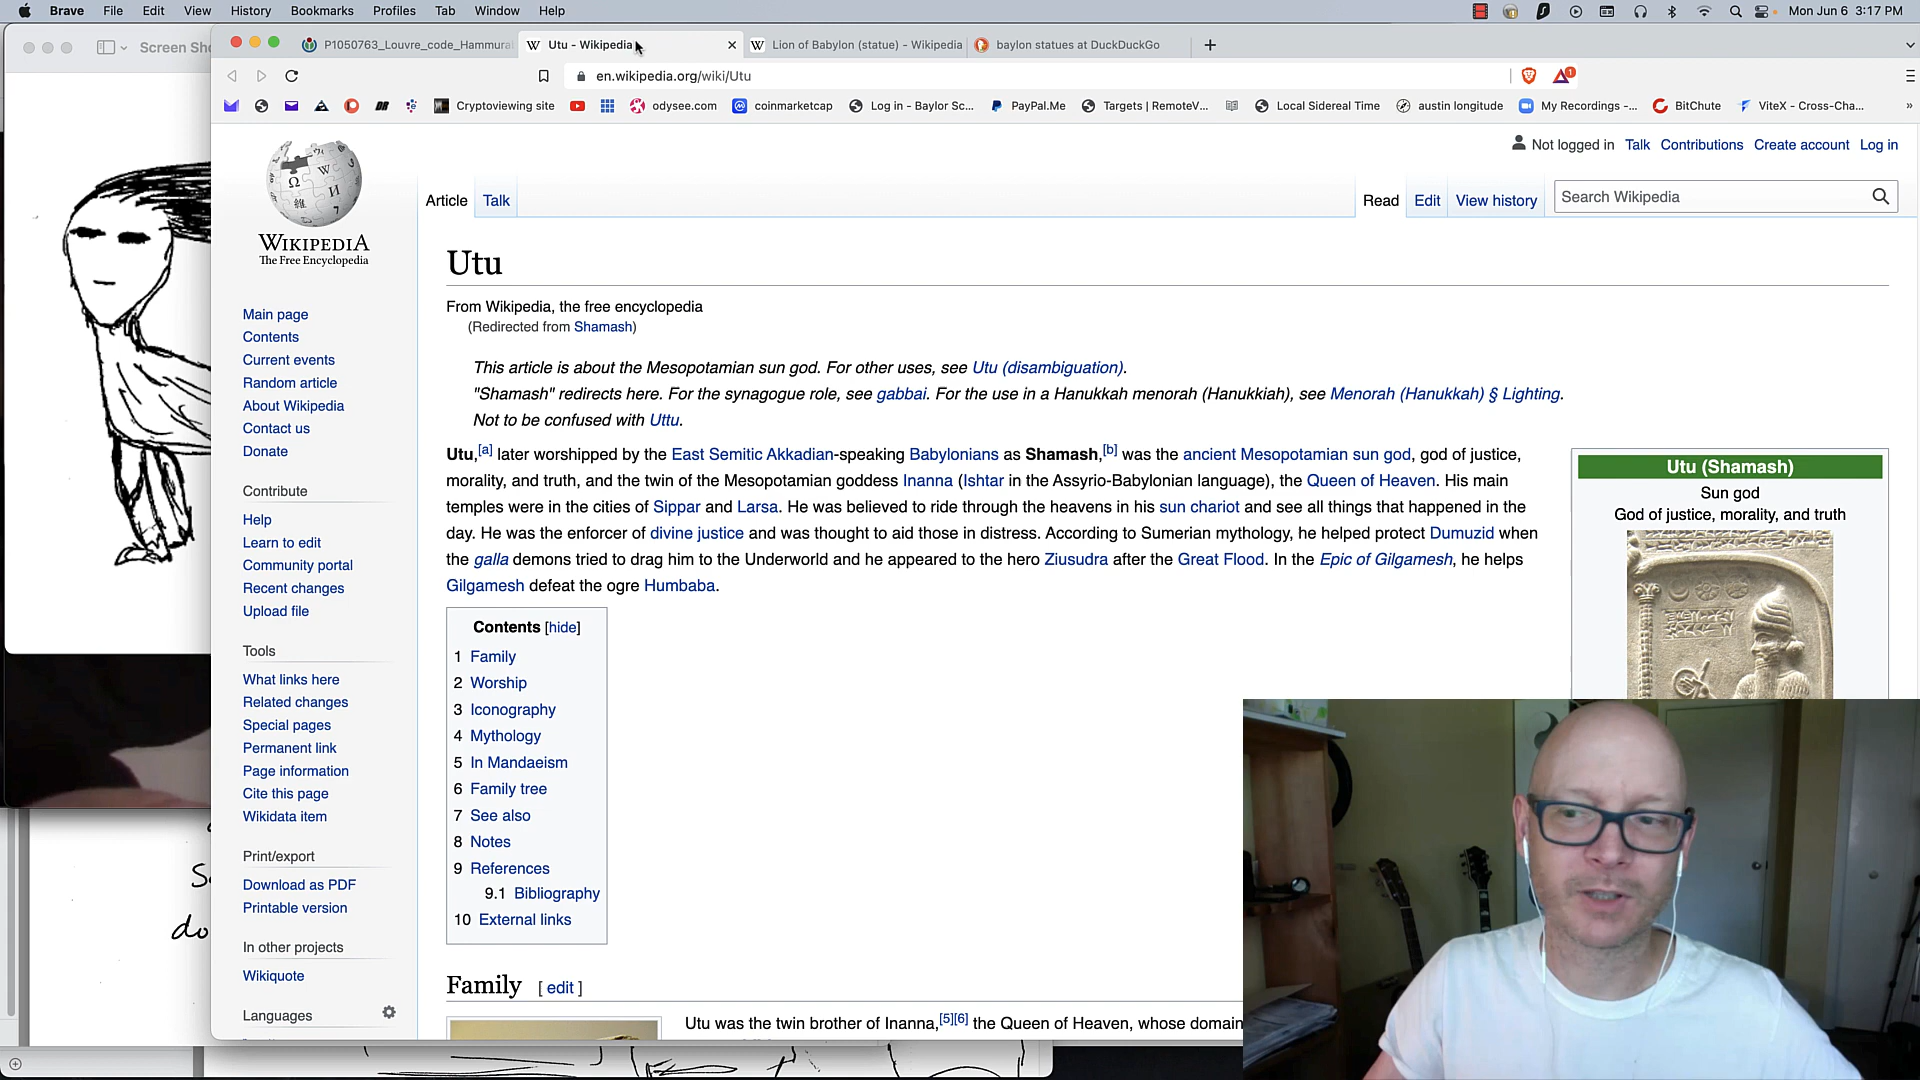 Brave File Edit View History Bookmarks Profiles Tab Window Help Mon Jun 6 3:17 PM
Screen Sho
P1050763_Louvre_code_Hammurab
Utu - Wikipedia
Lion of Babylon (statue) - Wikipedia
baylon statues at DuckDuckGo
en.wikipedia.org/wiki/Utu
Cryptoviewing site odysee.com coinmarketcap Log in - Baylor Sc... PayPal.Me Targets | RemoteV... Local Sidereal Time austin longitude My Recordings -... BitChute ViteX - Cross-Cha... »
Not logged in Talk Contributions Create account Log in
Article Talk Read Edit View history Search Wikipedia
WIKIPEDIA
The Free Encyclopedia
Main page
Contents
Current events
Random article
About Wikipedia
Contact us
Donate
Contribute
Help
Learn to edit
Community portal
Recent changes
Upload file
Tools
What links here
Related changes
Special pages
Permanent link
Page information
Cite this page
Wikidata item
Print/export
Download as PDF
Printable version
In other projects
Wikiquote
Languages
Utu
From Wikipedia, the free encyclopedia
(Redirected from Shamash)
This article is about the Mesopotamian sun god. For other uses, see Utu (disambiguation).
"Shamash" redirects here. For the synagogue role, see gabbai. For the use in a Hanukkah menorah (Hanukkiah), see Menorah (Hanukkah) § Lighting.
Not to be confused with Uttu.
Utu,[a] later worshipped by the East Semitic Akkadian-speaking Babylonians as Shamash,[b] was the ancient Mesopotamian sun god, god of justice,
morality, and truth, and the twin of the Mesopotamian goddess Inanna (Ishtar in the Assyrio-Babylonian language), the Queen of Heaven. His main
temples were in the cities of Sippar and Larsa. He was believed to ride through the heavens in his sun chariot and see all things that happened in the
day. He was the enforcer of divine justice and was thought to aid those in distress. According to Sumerian mythology, he helped protect Dumuzid when
the galla demons tried to drag him to the Underworld and he appeared to the hero Ziusudra after the Great Flood. In the Epic of Gilgamesh, he helps
Gilgamesh defeat the ogre Humbaba.
Utu (Shamash)
Sun god
God of justice, morality, and truth
Contents [hide]
1 Family
2 Worship
3 Iconography
4 Mythology
5 In Mandaeism
6 Family tree
7 See also
8 Notes
9 References
9.1 Bibliography
10 External links
Family [ edit ]
Utu was the twin brother of Inanna,[5][6] the Queen of Heaven, whose domain
do